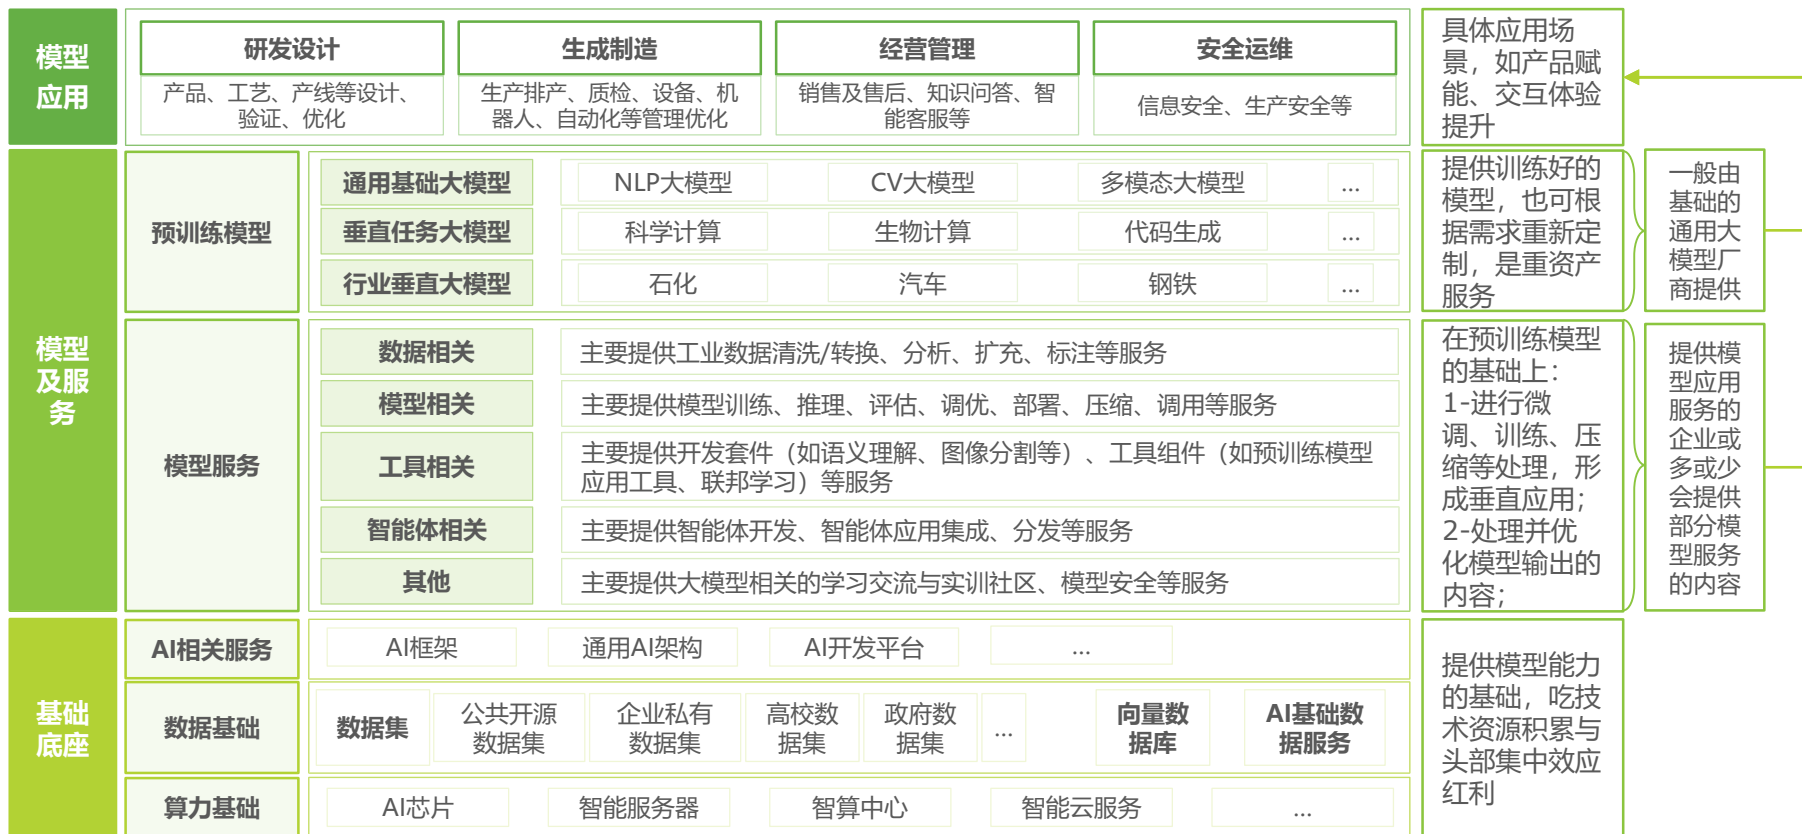 模型
应用
研发设计
产品、工艺、产线等设计、
验证、优化
生成制造
生产排产、质检、设备、机
器人、自动化等管理优化
经营管理
销售及售后、知识问答、智
能客服等
安全运维
信息安全、生产安全等
具体应用场
景，如产品赋
能、交互体验
提升
模型
及服
务
预训练模型
通用基础大模型
NLP大模型
CV大模型
多模态大模型
...
垂直任务大模型
科学计算
生物计算
代码生成
...
行业垂直大模型
石化
汽车
钢铁
...
提供训练好的
模型，也可根
据需求重新定
制，是重资产
服务
一般由
基础的
通用大
模型厂
商提供
模型服务
数据相关
主要提供工业数据清洗/转换、分析、扩充、标注等服务
模型相关
主要提供模型训练、推理、评估、调优、部署、压缩、调用等服务
工具相关
主要提供开发套件（如语义理解、图像分割等）、工具组件（如预训练模型
应用工具、联邦学习）等服务
智能体相关
主要提供智能体开发、智能体应用集成、分发等服务
其他
主要提供大模型相关的学习交流与实训社区、模型安全等服务
在预训练模型
的基础上：
1-进行微
调、训练、压
缩等处理，形
成垂直应用；
2-处理并优
化模型输出的
内容；
提供模
型应用
服务的
企业或
多或少
会提供
部分模
型服务
的内容
基础
底座
AI相关服务
AI框架
通用AI架构
AI开发平台
...
数据基础
数据集
公共开源
数据集
企业私有
数据集
高校数
据集
政府数
据集
...
向量数
据库
AI基础数
据服务
算力基础
AI芯片
智能服务器
智算中心
智能云服务
...
提供模型能力
的基础，吃技
术资源积累与
头部集中效应
红利